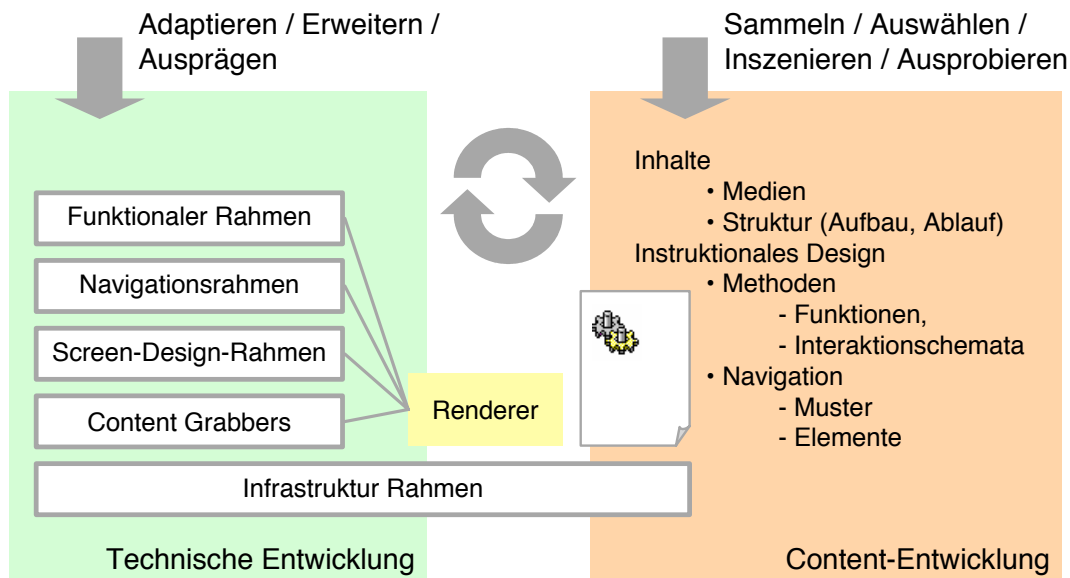 Adaptieren / Erweitern /
Ausprägen
Sammeln / Auswählen /
Inszenieren / Ausprobieren
Funktionaler Rahmen
Navigationsrahmen
Screen-Design-Rahmen
Content Grabbers
Renderer
Infrastruktur Rahmen
Technische Entwicklung
Inhalte
• Medien
• Struktur (Aufbau, Ablauf)
Instruktionales Design
• Methoden
- Funktionen,
- Interaktionschemata
• Navigation
- Muster
- Elemente
Content-Entwicklung